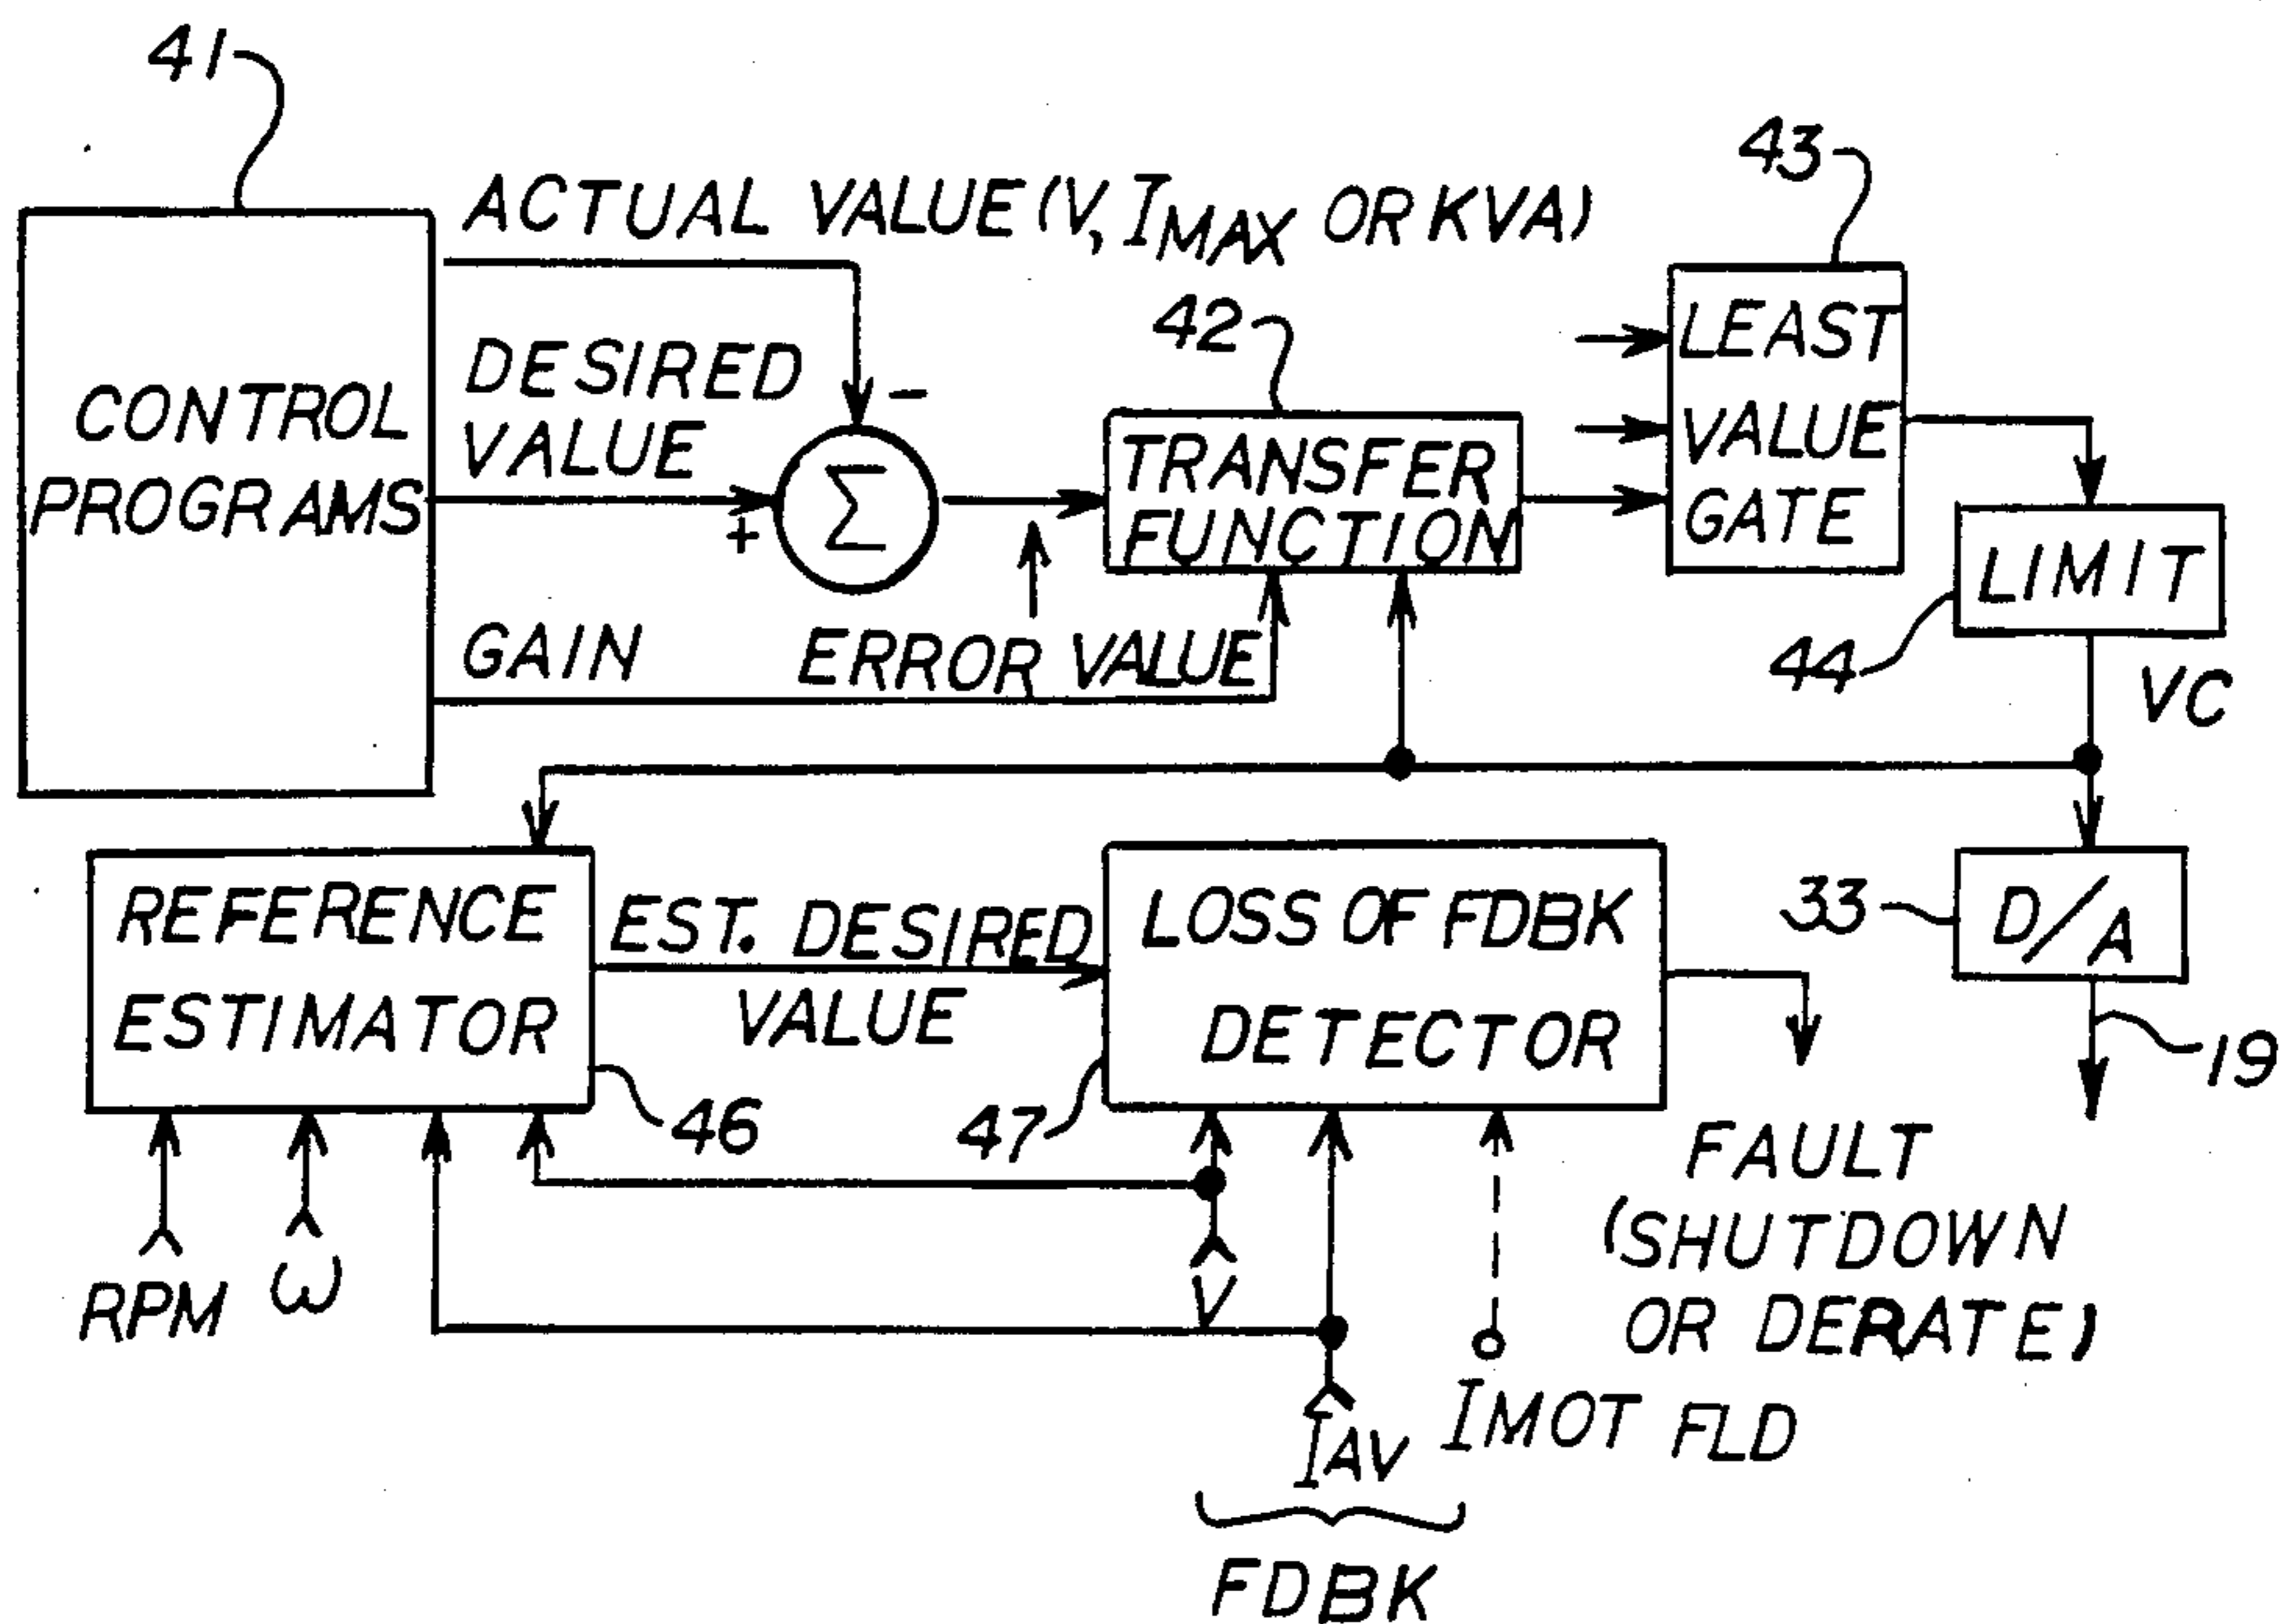 41
ACTUAL VALUE (V, IMAX OR KVA)
43
DESIRED
VALUE
42
LEAST
VALUE
GATE
CONTROL
PROGRAMS
-
+
Σ
TRANSFER
FUNCTION
LIMIT
GAIN
ERROR VALUE
44
VC
REFERENCE
ESTIMATOR
EST. DESIRED
VALUE
LOSS OF FDBK
DETECTOR
33
D/A
19
46
47
RPM
ω
V
FAULT
(SHUTDOWN
OR DERATE)
IAV
IMOT FLD
FDBK